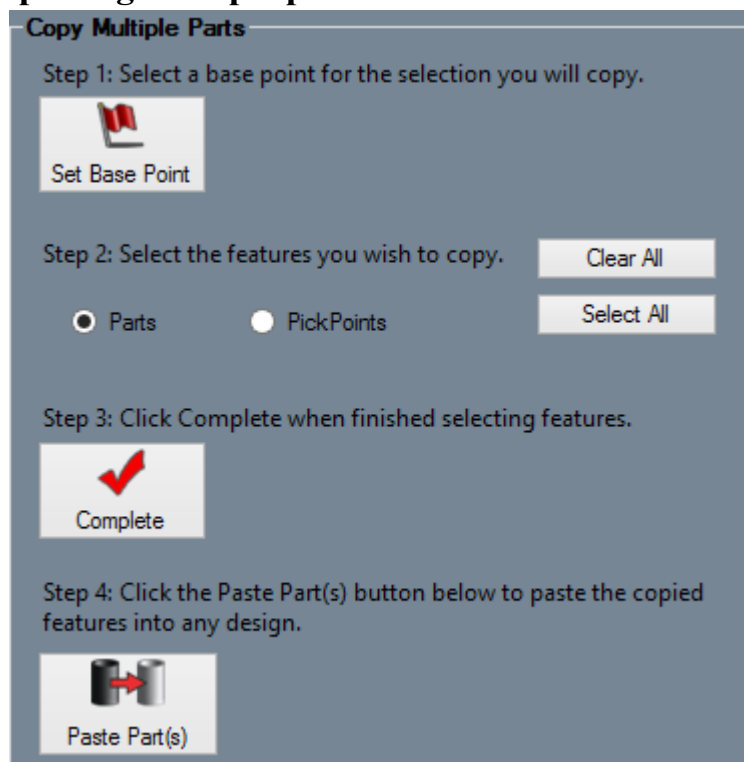 Copy Multiple Parts
Step 1: Select a base point for the selection you will copy.
Set Base Point
Step 2: Select the features you wish to copy.
Clear All
Parts
PickPoints
Select All
Step 3: Click Complete when finished selecting features.
Complete
Step 4: Click the Paste Part(s) button below to paste the copied
features into any design.
Paste Part(s)